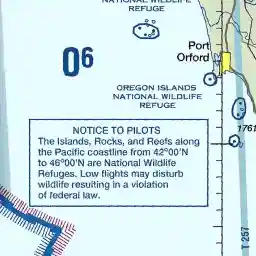 NATIONAL WILDLIFE
REFUGE
Port
Orford
06
OREGON ISLANDS
NATIONAL WILDLIFE
REFUGE
1761
NOTICE TO PILOTS
The Islands, Rocks, and Reefs along
the Pacific coastline from 42°00'N
to 46°00'N are National Wildlife
Refuges. Low flights may disturb
wildlife resulting in a violation
of federal law.
T 257